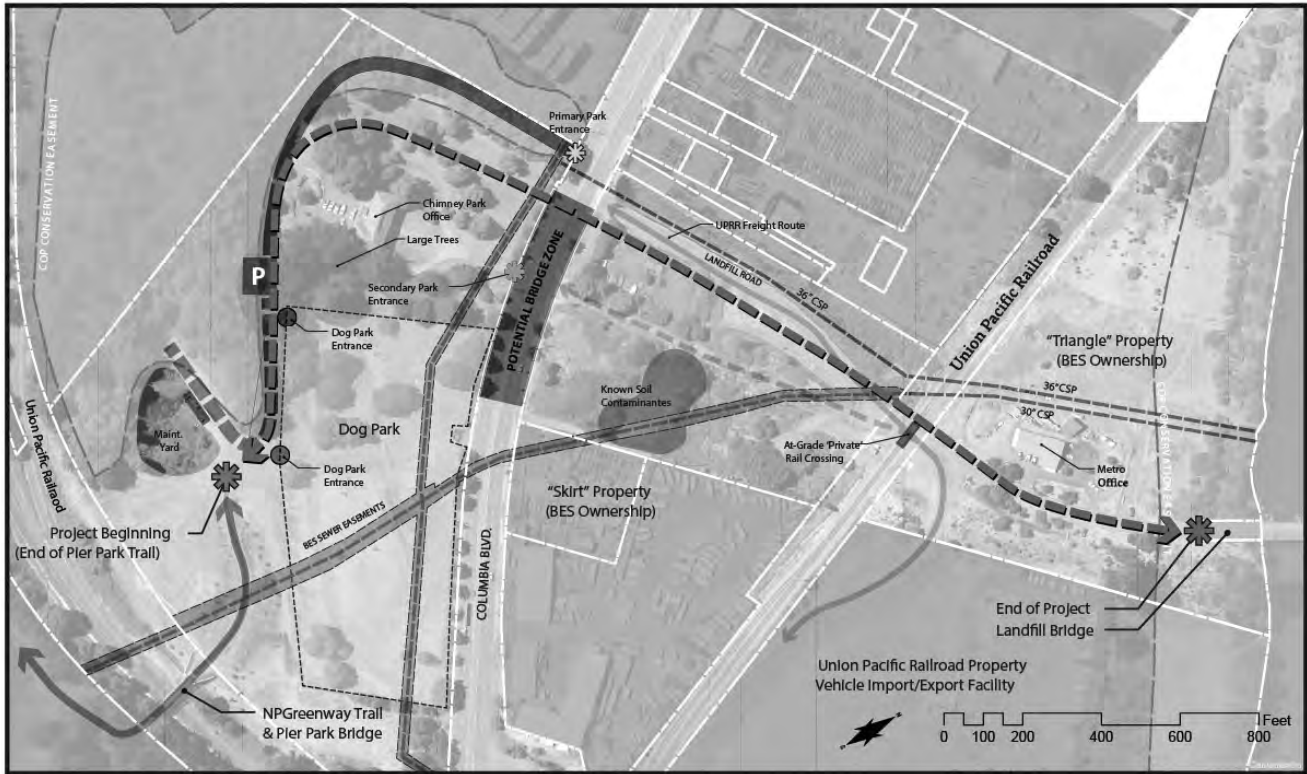 COP CONSERVATION EASEMENT
Primary Park
Entrance
Chimney Park
Office
Large Trees
P
Secondary Park
Entrance
POTENTIAL BRIDGE ZONE
UPRR Freight Route
LANDFILL ROAD
36" CSP
Union Pacific Railroad
"Triangle" Property
(BES Ownership)
Dog Park
Entrance
Known Soil
Contaminantes
36" CSP
30" CSP
Maint.
Yard
Dog Park
At-Grade 'Private'
Rail Crossing
Metro
Office
Dog Park
Entrance
Union Pacific Railraod
"Skirt" Property
(BES Ownership)
Project Beginning
(End of Pier Park Trail)
BES SEWER EASEMENTS
COLUMBIA BLVD.
End of Project
Landfill Bridge
Union Pacific Railroad Property
Vehicle Import/Export Facility
NPGreenway Trail
& Pier Park Bridge
Feet
0 100 200 400 600 800